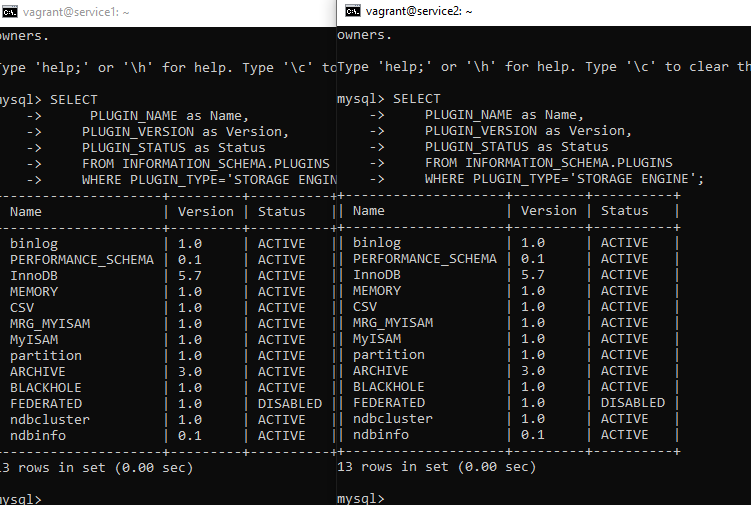 vagrant@service1: ~
owners.
Type 'help;' or '\h' for help. Type '\c' to
mysql> SELECT
-> PLUGIN_NAME as Name,
-> PLUGIN_VERSION as Version,
-> PLUGIN_STATUS as Status
-> FROM INFORMATION_SCHEMA.PLUGINS
-> WHERE PLUGIN_TYPE='STORAGE ENGIN
-------------------+---------+----------+
Name | Version | Status |
-------------------+---------+----------+
binlog | 1.0 | ACTIVE |
PERFORMANCE_SCHEMA | 0.1 | ACTIVE |
InnoDB | 5.7 | ACTIVE |
MEMORY | 1.0 | ACTIVE |
CSV | 1.0 | ACTIVE |
MRG_MYISAM | 1.0 | ACTIVE |
MyISAM | 1.0 | ACTIVE |
partition | 1.0 | ACTIVE |
ARCHIVE | 3.0 | ACTIVE |
BLACKHOLE | 1.0 | ACTIVE |
FEDERATED | 1.0 | DISABLED |
ndbcluster | 1.0 | ACTIVE |
ndbinfo | 0.1 | ACTIVE |
-------------------+---------+----------+
13 rows in set (0.00 sec)
mysql>
vagrant@service2: ~
owners.
Type 'help;' or '\h' for help. Type '\c' to clear th
mysql> SELECT
-> PLUGIN_NAME as Name,
-> PLUGIN_VERSION as Version,
-> PLUGIN_STATUS as Status
-> FROM INFORMATION_SCHEMA.PLUGINS
-> WHERE PLUGIN_TYPE='STORAGE ENGINE';
+--------------------+---------+----------+
| Name | Version | Status |
+--------------------+---------+----------+
| binlog | 1.0 | ACTIVE |
| PERFORMANCE_SCHEMA | 0.1 | ACTIVE |
| InnoDB | 5.7 | ACTIVE |
| MEMORY | 1.0 | ACTIVE |
| CSV | 1.0 | ACTIVE |
| MRG_MYISAM | 1.0 | ACTIVE |
| MyISAM | 1.0 | ACTIVE |
| partition | 1.0 | ACTIVE |
| ARCHIVE | 3.0 | ACTIVE |
| BLACKHOLE | 1.0 | ACTIVE |
| FEDERATED | 1.0 | DISABLED |
| ndbcluster | 1.0 | ACTIVE |
| ndbinfo | 0.1 | ACTIVE |
+--------------------+---------+----------+
13 rows in set (0.00 sec)
mysql>